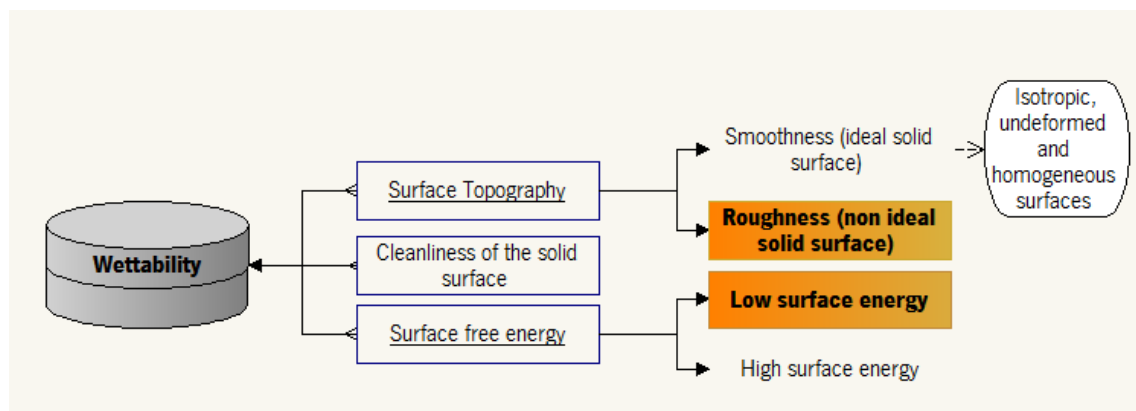 Wettability
Surface Topography
Cleanliness of the solid
surface
Surface free energy
Smoothness (ideal solid
surface)
Roughness (non ideal
solid surface)
Low surface energy
High surface energy
Isotropic,
undeformed
and
homogeneous
surfaces